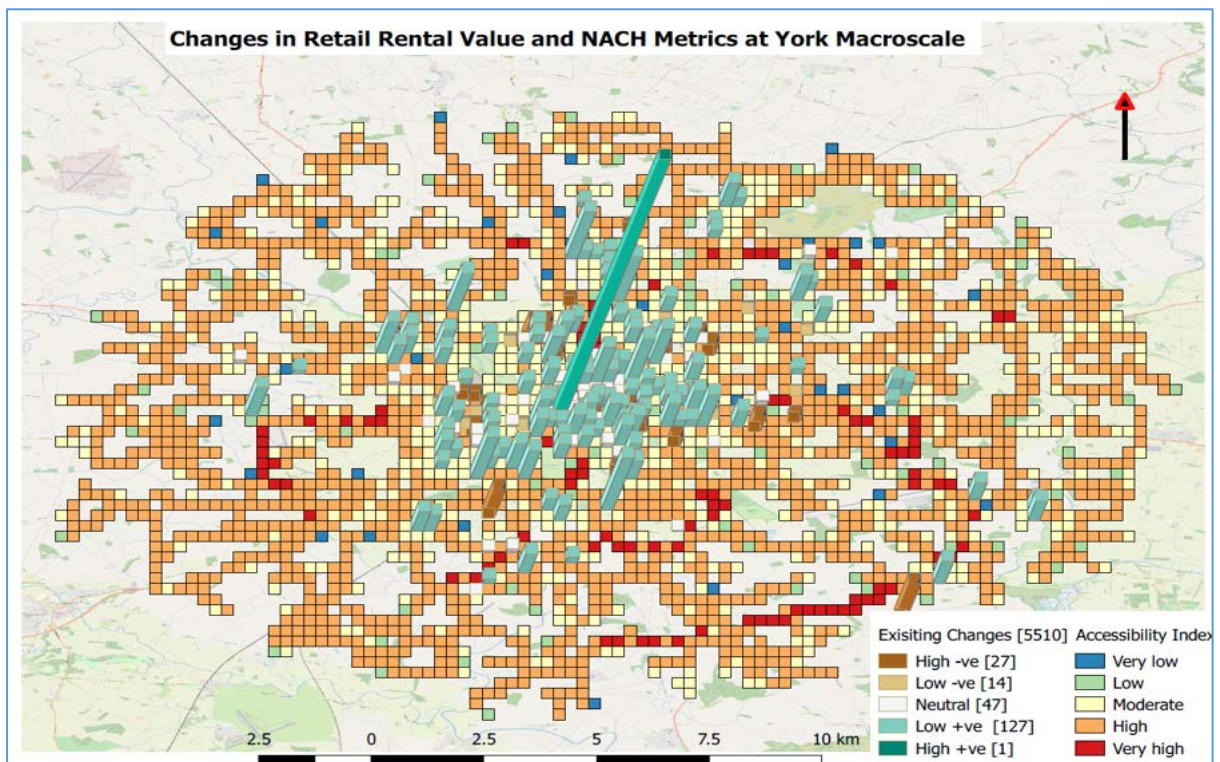 Changes in Retail Rental Value and NACH Metrics at York Macroscale
Exisiting Changes [5510] Accessibility Index
High -ve [27] Very low
Low -ve [14] Low
Neutral [47] Moderate
Low +ve [127] High
High +ve [1] Very high
2.5 0 2.5 5 7.5 10 km